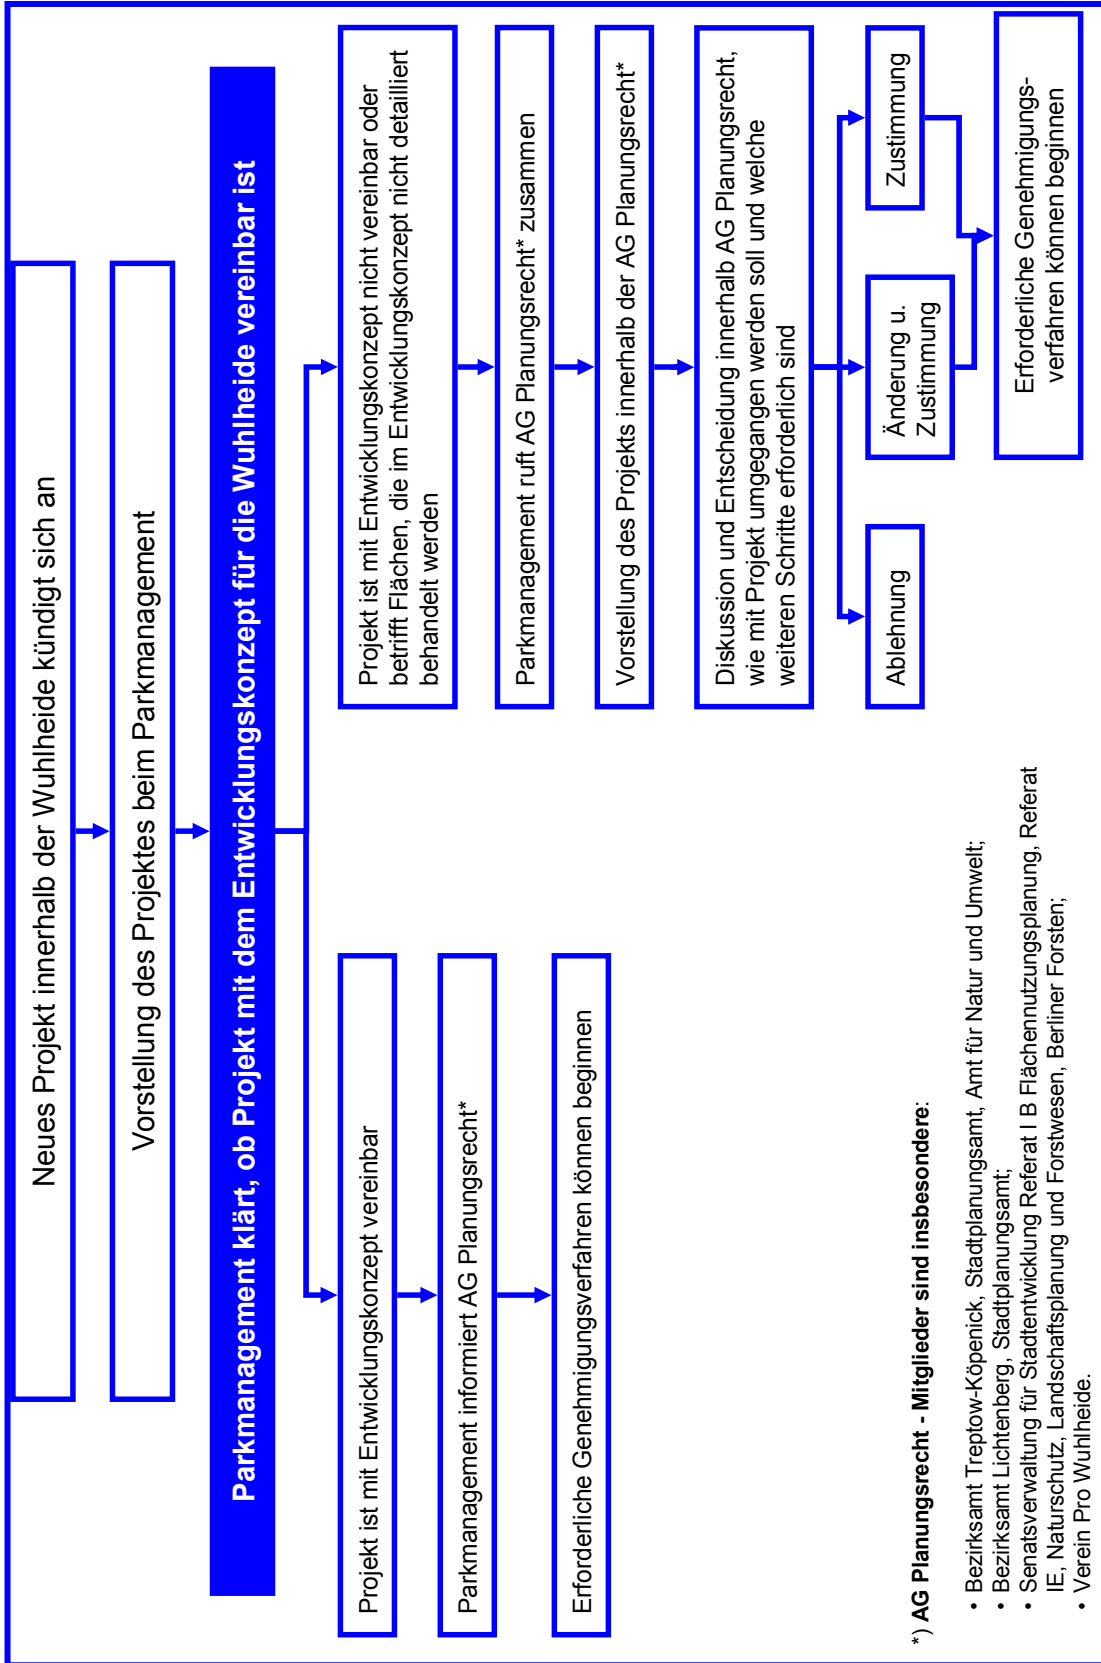 Neues Projekt innerhalb der Wuhlheide kündigt sich an
Vorstellung des Projektes beim Parkmanagement
Parkmanagement klärt, ob Projekt mit dem Entwicklungskonzept für die Wuhlheide vereinbar ist
Projekt ist mit Entwicklungskonzept vereinbar
Parkmanagement informiert AG Planungsrecht*
Erforderliche Genehmigungsverfahren können beginnen
Projekt ist mit Entwicklungskonzept nicht vereinbar oder
betrifft Flächen, die im Entwicklungskonzept nicht detailliert
behandelt werden
Parkmanagement ruft AG Planungsrecht* zusammen
Vorstellung des Projekts innerhalb der AG Planungsrecht*
Diskussion und Entscheidung innerhalb AG Planungsrecht,
wie mit Projekt umgegangen werden soll und welche
weiteren Schritte erforderlich sind
Ablehnung
Änderung u.
Zustimmung
Zustimmung
Erforderliche Genehmigungs-
verfahren können beginnen
*) AG Planungsrecht - Mitglieder sind insbesondere:
• Bezirksamt Treptow-Köpenick, Stadtplanungsamt, Amt für Natur und Umwelt;
• Bezirksamt Lichtenberg, Stadtplanungsamt;
• Senatsverwaltung für Stadtentwicklung Referat I B Flächennutzungsplanung, Referat
IE, Naturschutz, Landschaftsplanung und Forstwesen, Berliner Forsten;
• Verein Pro Wuhlheide.